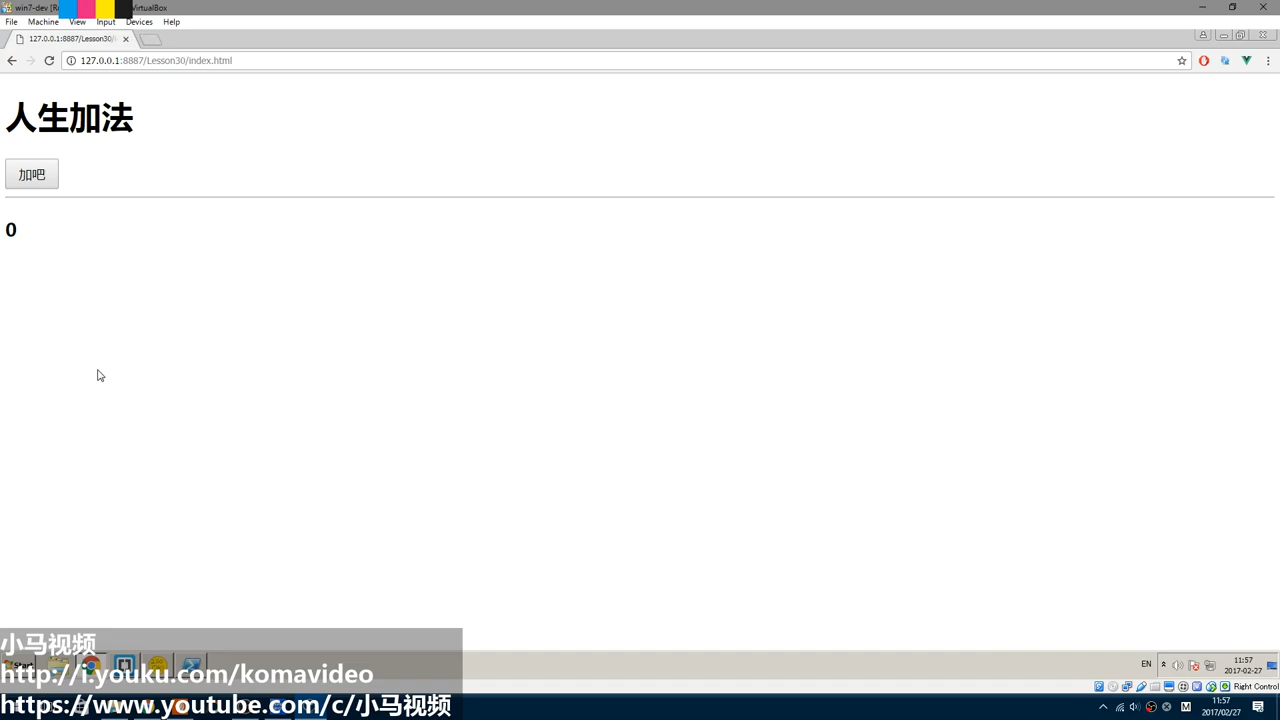 win7-dev [R
VirtualBox
File Machine View Input Devices Help
127.0.0.1:8887/Lesson30/
127.0.0.1:8887/Lesson30/index.html
人生加法
加吧
0
小马视频
Start
http://i.youku.com/komavideo
https://www.youtube.com/c/小马视频
EN
11:57
2017-02-27
Right Control
M
11:57
2017/02/27